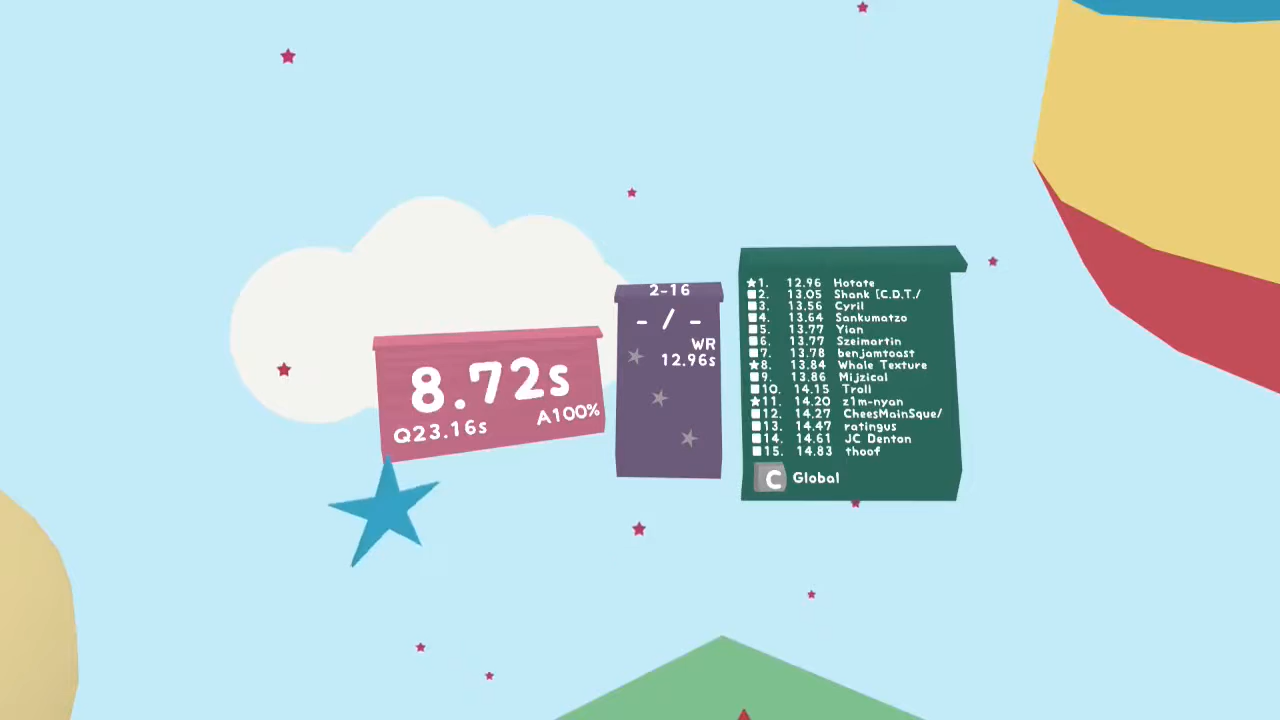 8.72s
Q23.16s
A100%
2-16
- / -
WR
12.96s
1. 12.96 Hotate
2. 13.05 Shank [C.D.T./
3. 13.56 Cyril
4. 13.64 Sankumatzo
5. 13.77 Yian
6. 13.77 Szeimartin
7. 13.78 benjamtoast
8. 13.84 Whale Texture
9. 13.86 Mijzical
10. 14.15 Troll
11. 14.20 z1m-nyan
12. 14.27 CheesMainSque/
13. 14.47 ratingus
14. 14.61 JC Denton
15. 14.83 thoof
C Global